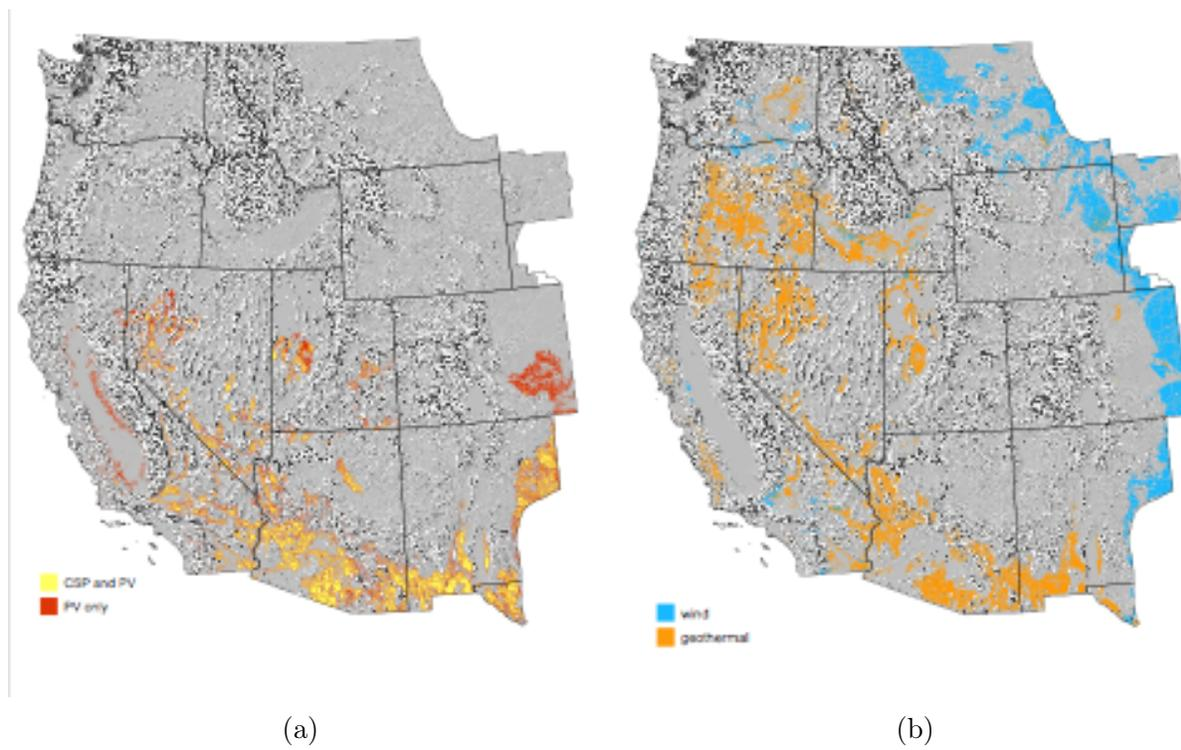 CSP and PV
PV only
wind
geothermal
(a)
(b)